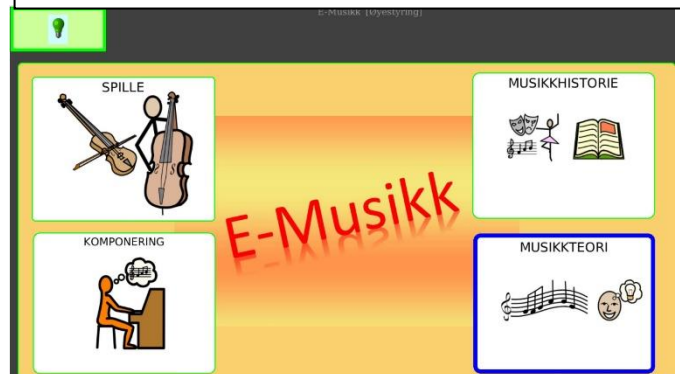 E-Musikk [Øyestyring]
SPILLE
MUSIKKHISTORIE
E-Musikk
KOMPONERING
MUSIKKTEORI